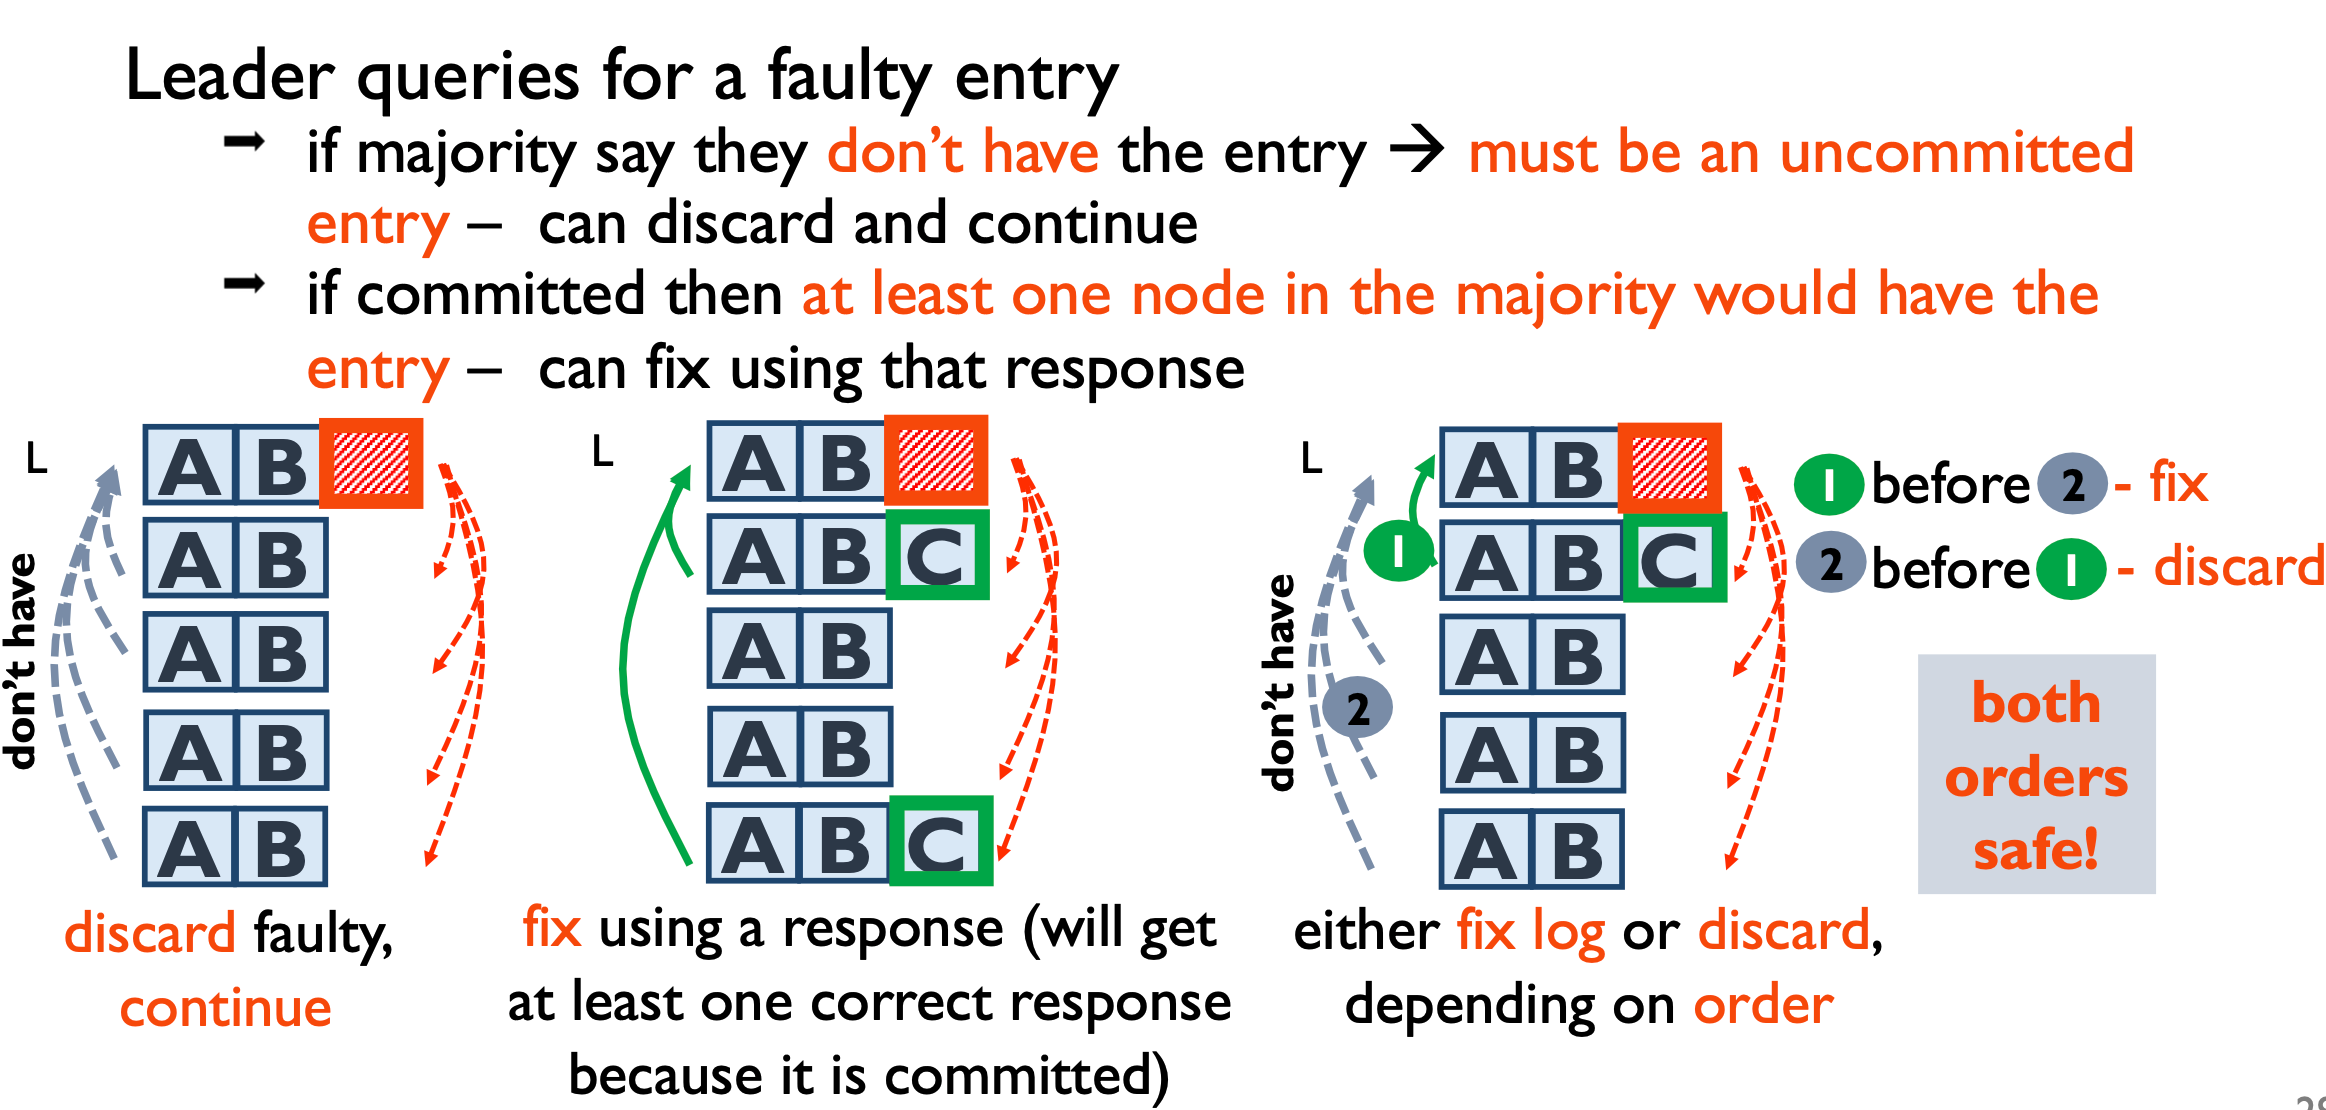 Leader queries for a faulty entry
➡ if majority say they don't have the entry → must be an uncommitted
entry – can discard and continue
➡ if committed then at least one node in the majority would have the
entry – can fix using that response
L
A B
A B
A B
A B
A B
don't have
discard faulty,
continue
L
A B
A B C
A B
A B
A B C
fix using a response (will get
at least one correct response
because it is committed)
L
A B
A B C
A B
A B
A B
don't have
1
2
1 before 2 - fix
2 before 1 - discard
both
orders
safe!
either fix log or discard,
depending on order